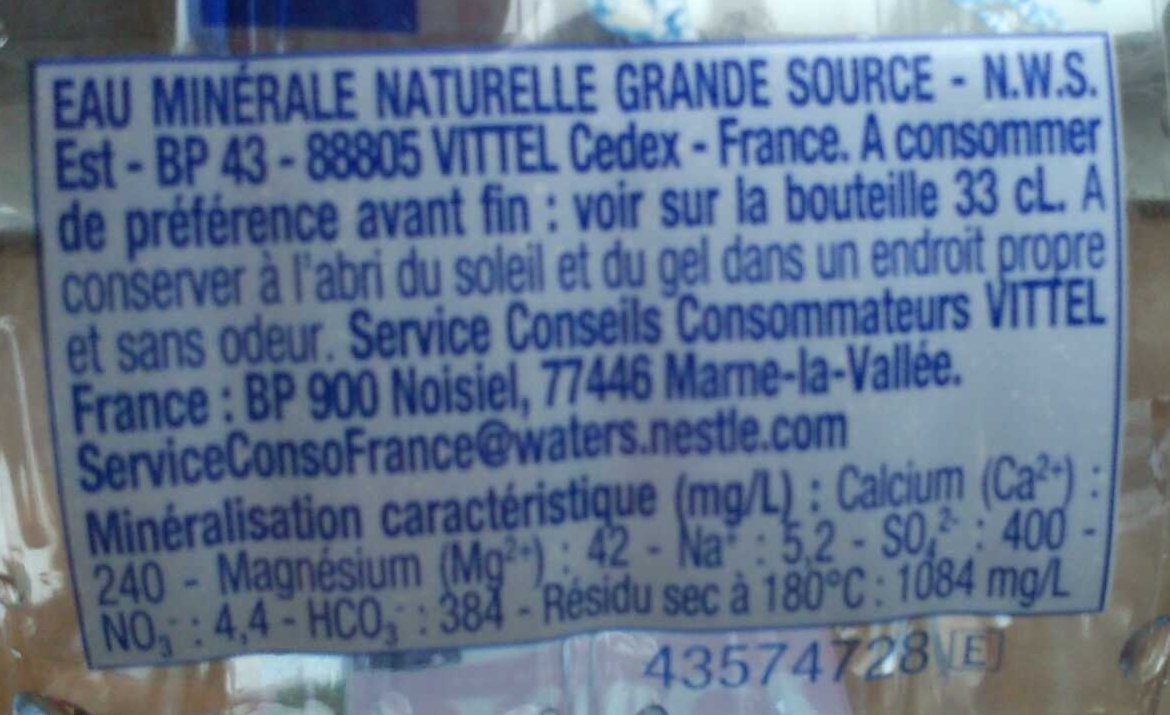 EAU MINÉRALE NATURELLE GRANDE SOURCE - N.W.S.
Est - BP 43 - 88805 VITTEL Cedex - France. A consommer
de préférence avant fin : voir sur la bouteille 33 cL. A
conserver à l'abri du soleil et du gel dans un endroit propre
et sans odeur. Service Conseils Consommateurs VITTEL
France : BP 900 Noisiel, 77446 Marne-la-Vallée.
ServiceConsoFrance@waters.nestle.com
Minéralisation caractéristique (mg/L) : Calcium (Ca²⁺) :
240 - Magnésium (Mg²⁺) : 42 - Na⁺ : 5,2 - SO₄²⁻ : 400 -
NO₃⁻ : 4,4 - HCO₃⁻ : 384 - Résidu sec à 180°C : 1084 mg/L
43574728 E